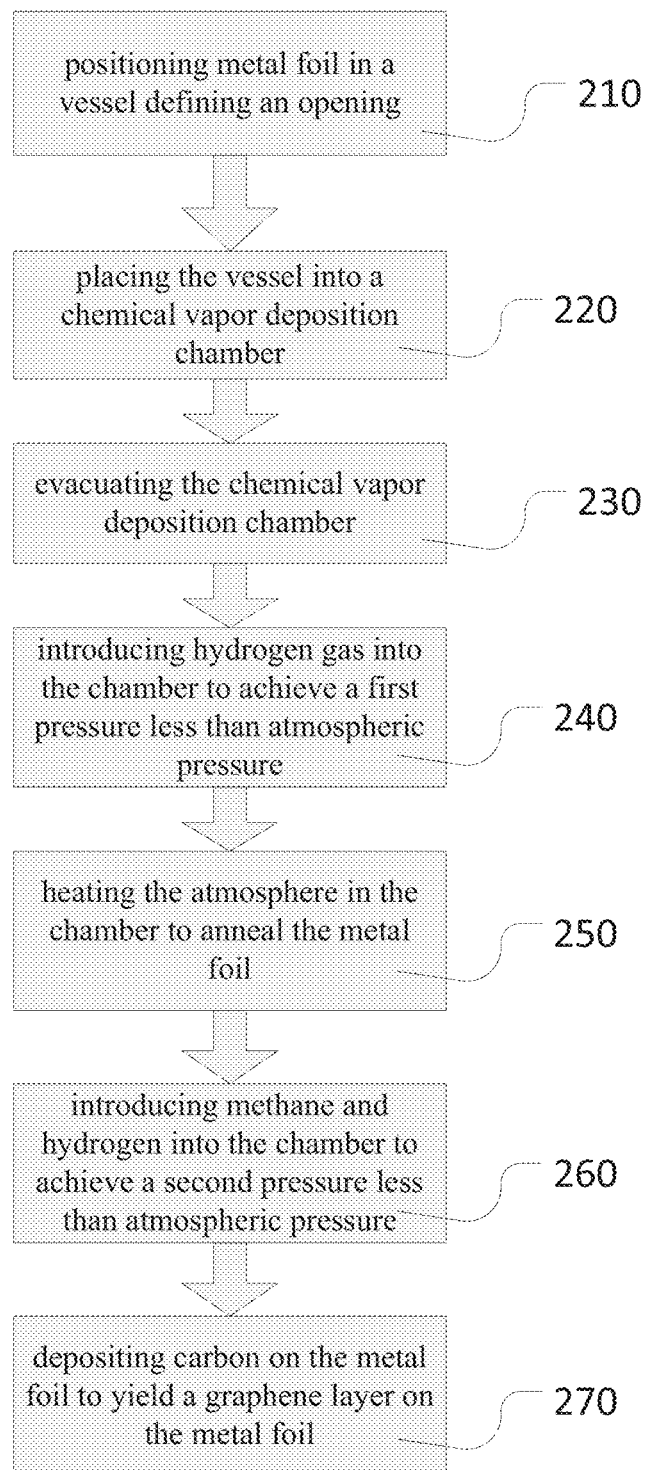 positioning metal foil in a
vessel defining an opening
210
placing the vessel into a
chemical vapor deposition
chamber
220
evacuating the chemical vapor
deposition chamber
230
introducing hydrogen gas into
the chamber to achieve a first
pressure less than atmospheric
pressure
240
heating the atmosphere in the
chamber to anneal the metal
foil
250
introducing methane and
hydrogen into the chamber to
achieve a second pressure less
than atmospheric pressure
260
depositing carbon on the metal
foil to yield a graphene layer on
the metal foil
270